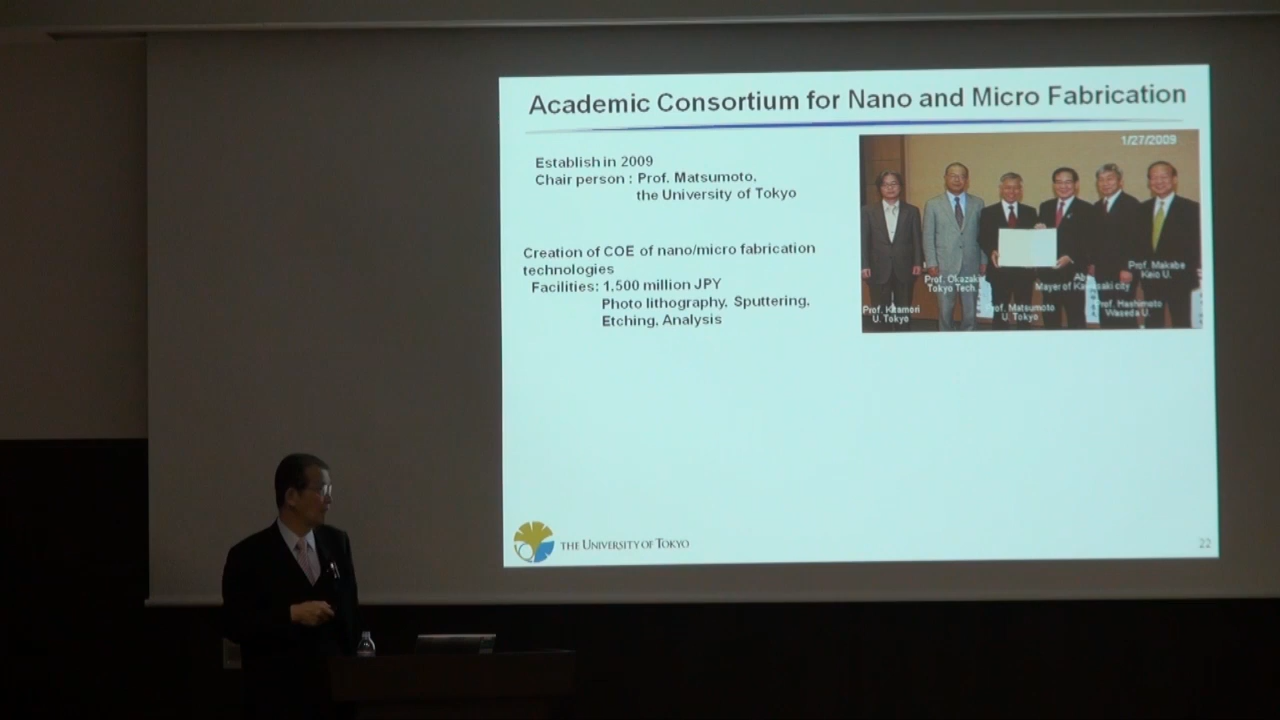 Academic Consortium for Nano and Micro Fabrication
Establish in 2009
Chair person : Prof. Matsumoto,
the University of Tokyo
Creation of COE of nano/micro fabrication
technologies
Facilities: 1,500 million JPY
Photo lithography, Sputtering,
Etching, Analysis
1/27/2009
Prof. Kitamori
U. Tokyo
Prof. Okazaki
Tokyo Tech.
Prof. Matsumoto
U. Tokyo
Mayer of Kawasaki city
Prof. Hashimoto
Waseda U.
Prof. Makabe
Keio U.
THE UNIVERSITY OF TOKYO
22